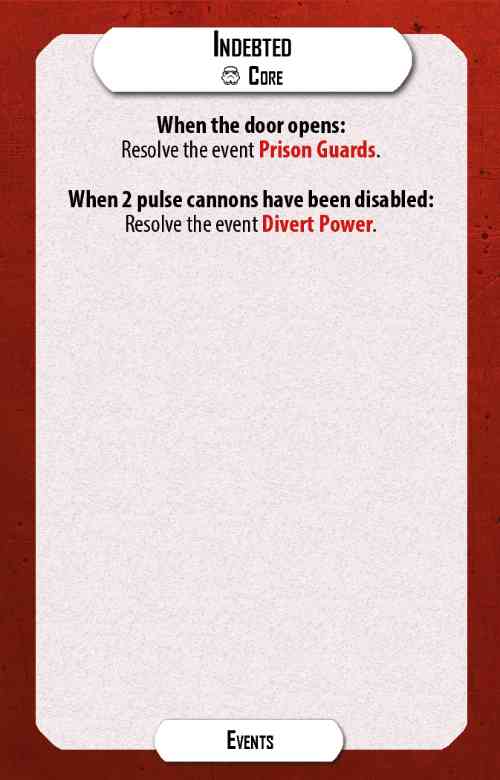 Indebted
Core
When the door opens:
Resolve the event Prison Guards.
When 2 pulse cannons have been disabled:
Resolve the event Divert Power.
Events